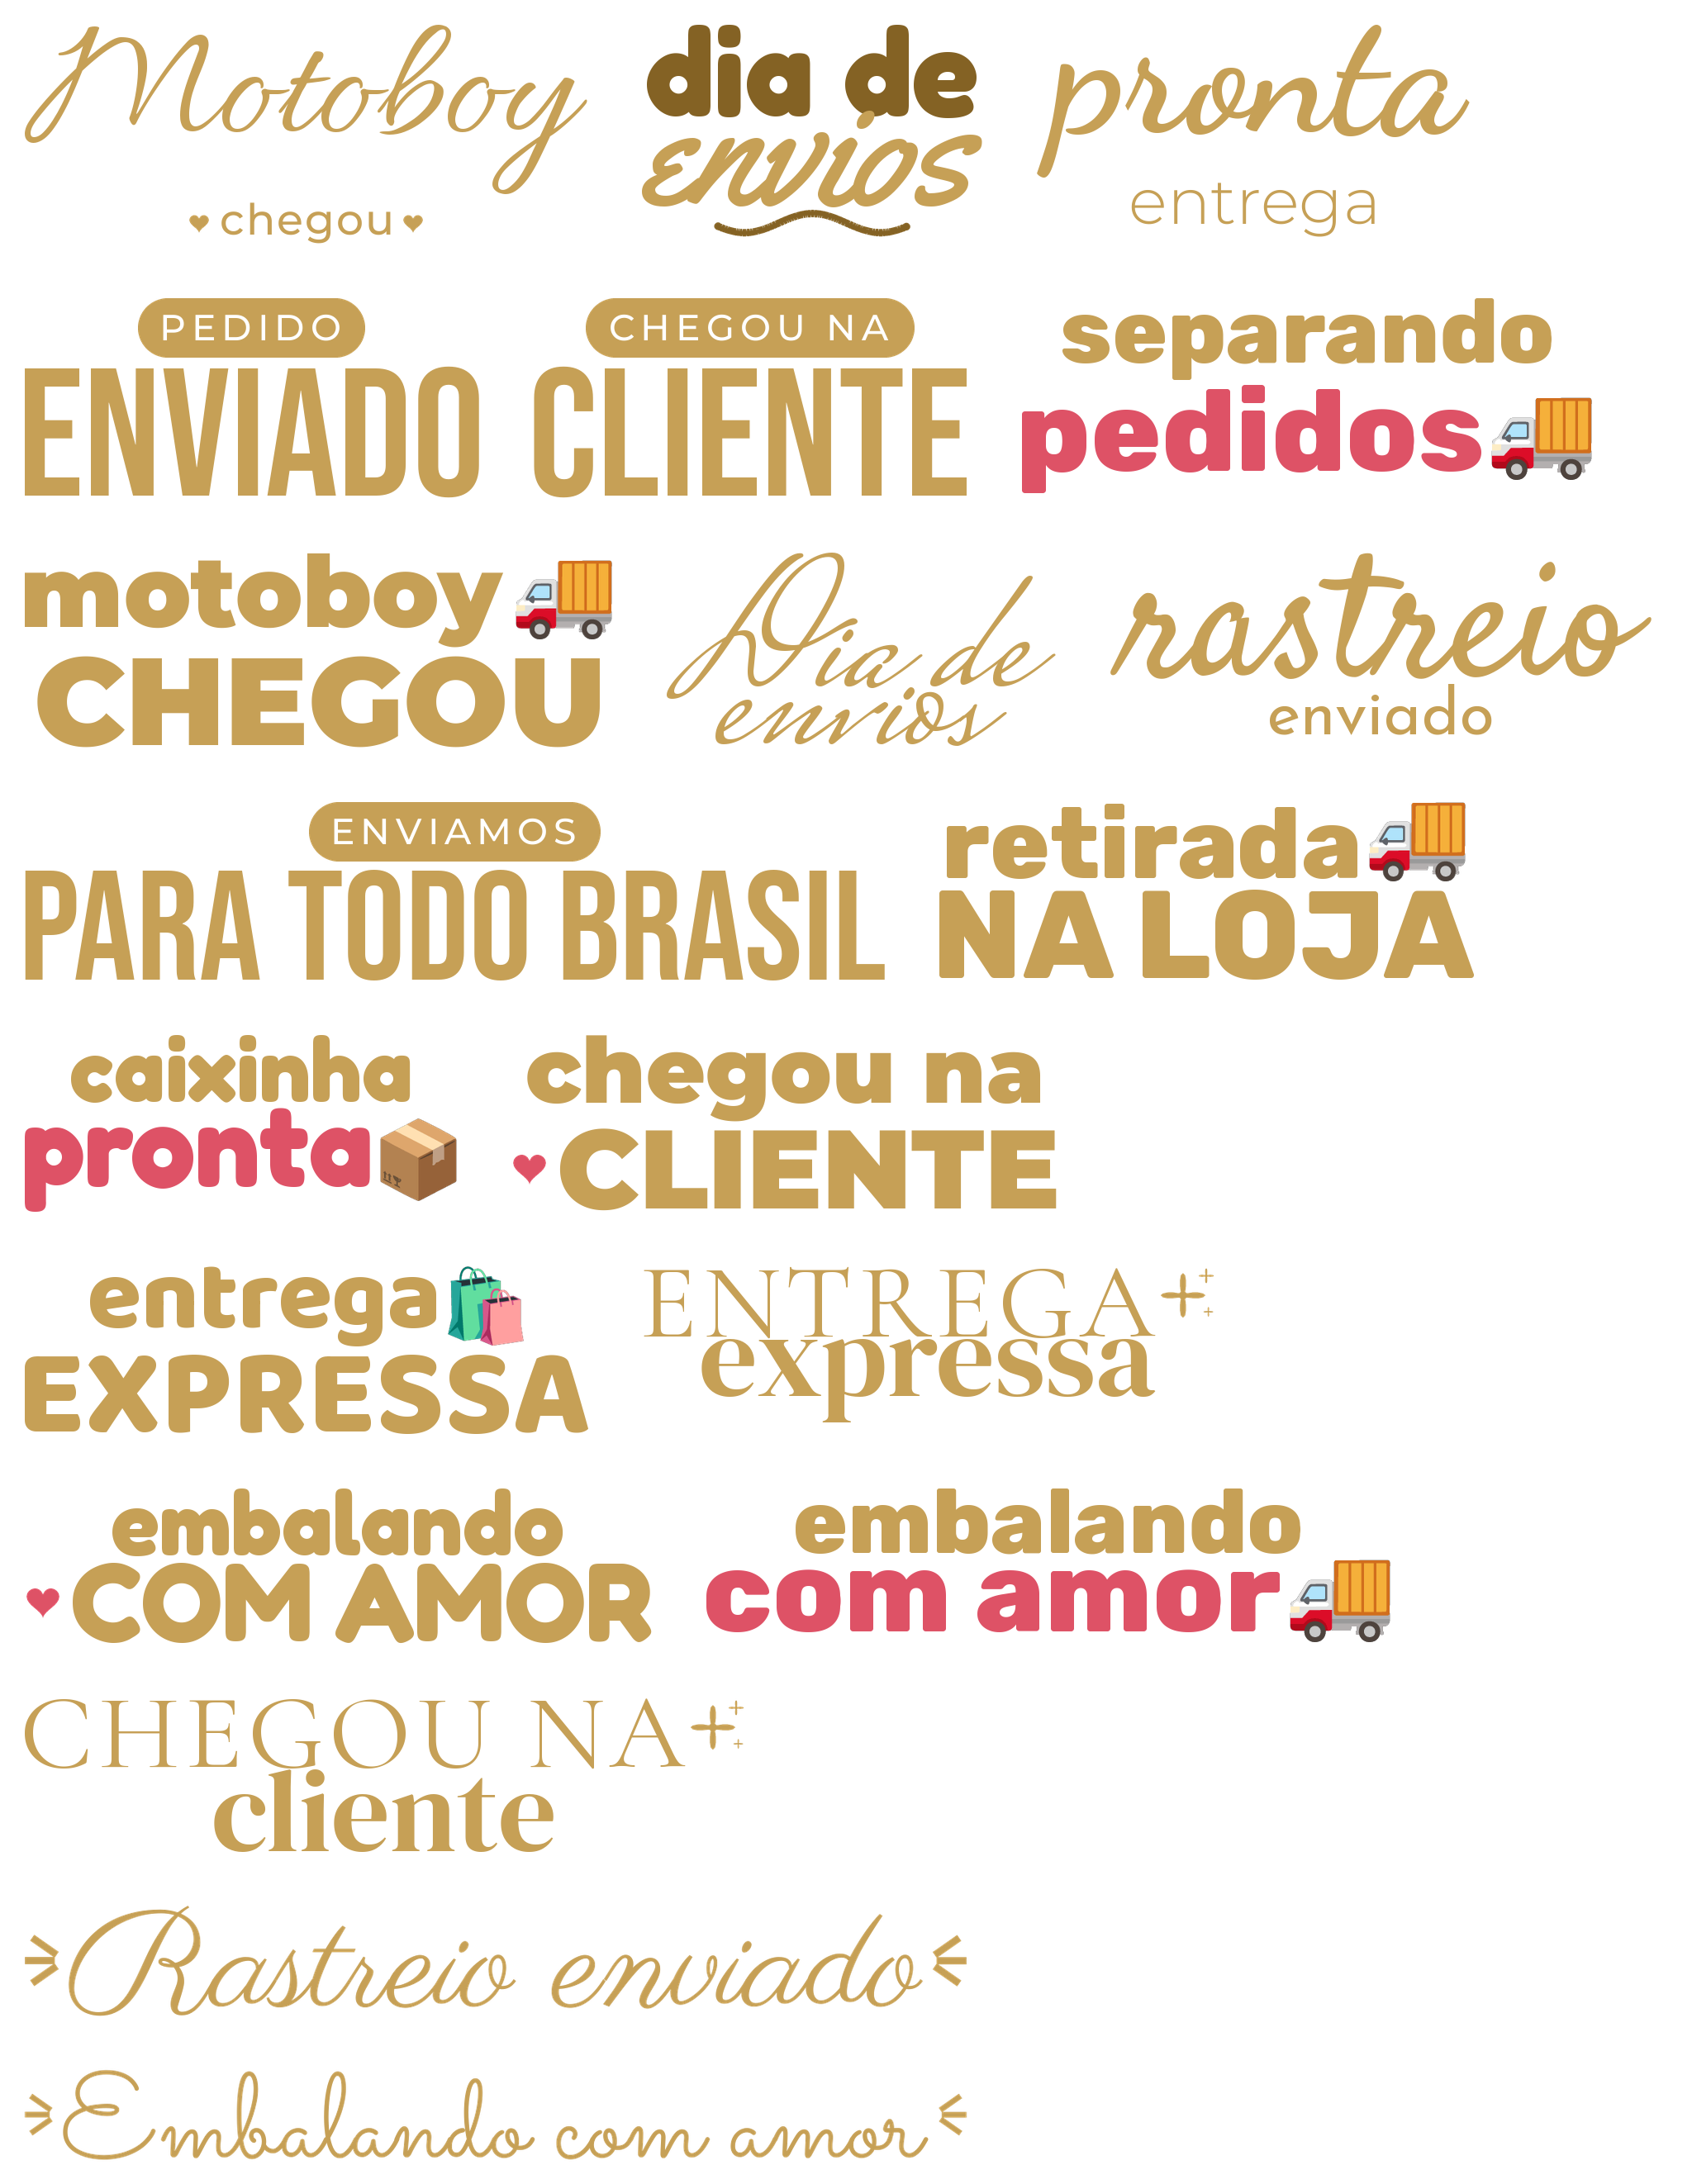 Motoboy
chegou
dia de
envios
pronta
entrega
PEDIDO
ENVIADO
CHEGOU NA
CLIENTE
separando
pedidos
motoboy
CHEGOU
Dia de
envios
rastreio
enviado
ENVIAMOS
PARA TODO BRASIL
retirada
NA LOJA
caixinha
pronta
chegou na
CLIENTE
entrega
EXPRESSA
ENTREGA
expressa
embalando
COM AMOR
embalando
com amor
CHEGOU NA
cliente
Rastreio enviado
Embalando com amor